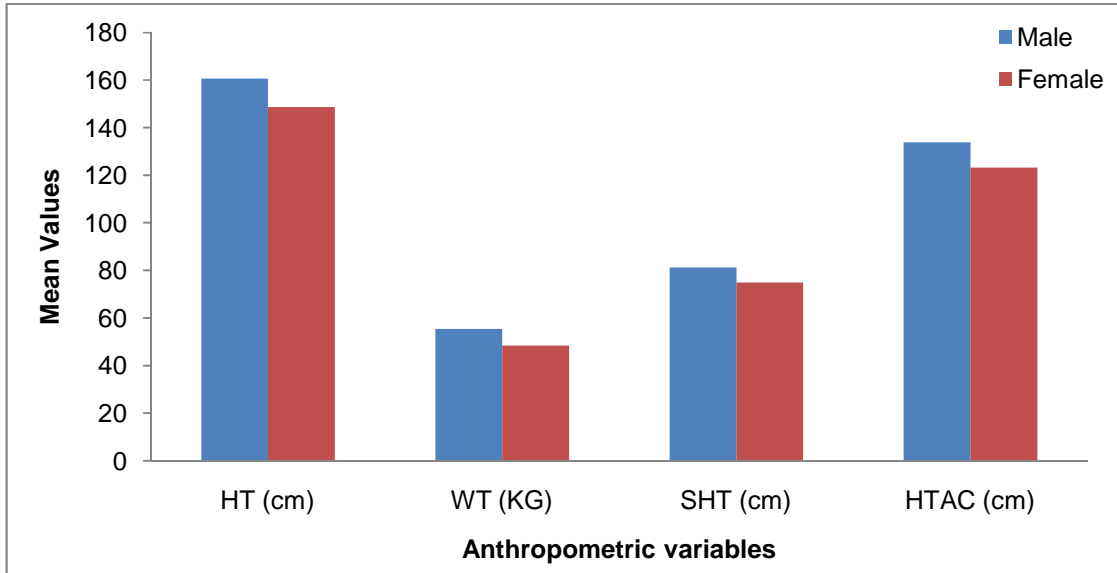 180
160
140
120
100
80
60
40
20
0
Mean Values
Male
Female
HT (cm) WT (KG) SHT (cm) HTAC (cm)
Anthropometric variables